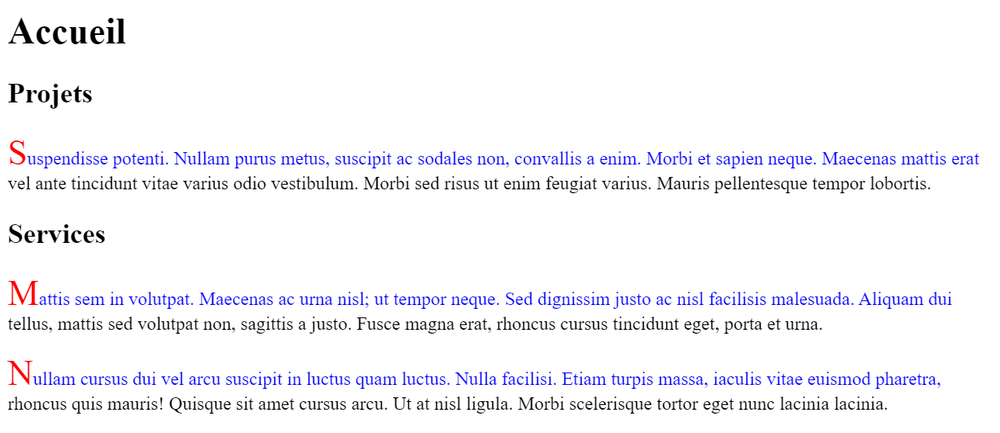 Accueil
Projets
Suspendisse potenti. Nullam purus metus, suscipit ac sodales non, convallis a enim. Morbi et sapien neque. Maecenas mattis erat
vel ante tincidunt vitae varius odio vestibulum. Morbi sed risus ut enim feugiat varius. Mauris pellentesque tempor lobortis.
Services
Mattis sem in volutpat. Maecenas ac urna nisl; ut tempor neque. Sed dignissim justo ac nisl facilisis malesuada. Aliquam dui
tellus, mattis sed volutpat non, sagittis a justo. Fusce magna erat, rhoncus cursus tincidunt eget, porta et urna.
Nullam cursus dui vel arcu suscipit in luctus quam luctus. Nulla facilisi. Etiam turpis massa, iaculis vitae euismod pharetra,
rhoncus quis mauris! Quisque sit amet cursus arcu. Ut at nisl ligula. Morbi scelerisque tortor eget nunc lacinia lacinia.